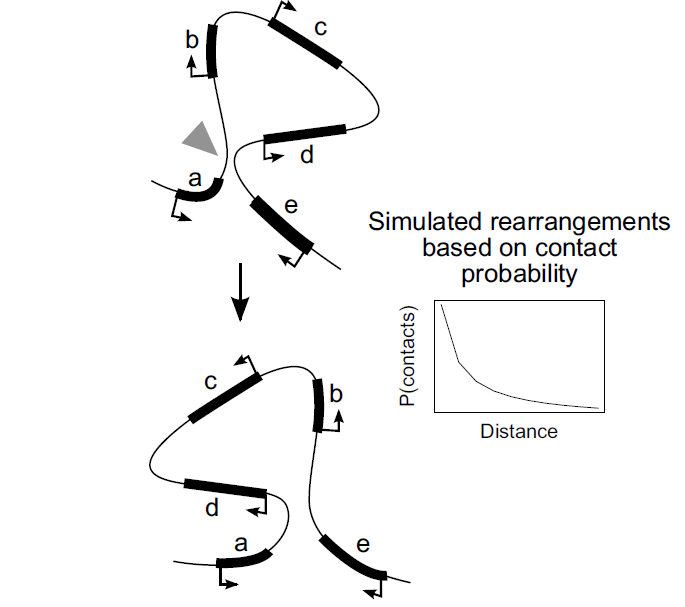 c
b
d
a
e
Simulated rearrangements
based on contact
probability
P(contacts)
Distance
c
b
d
a
e